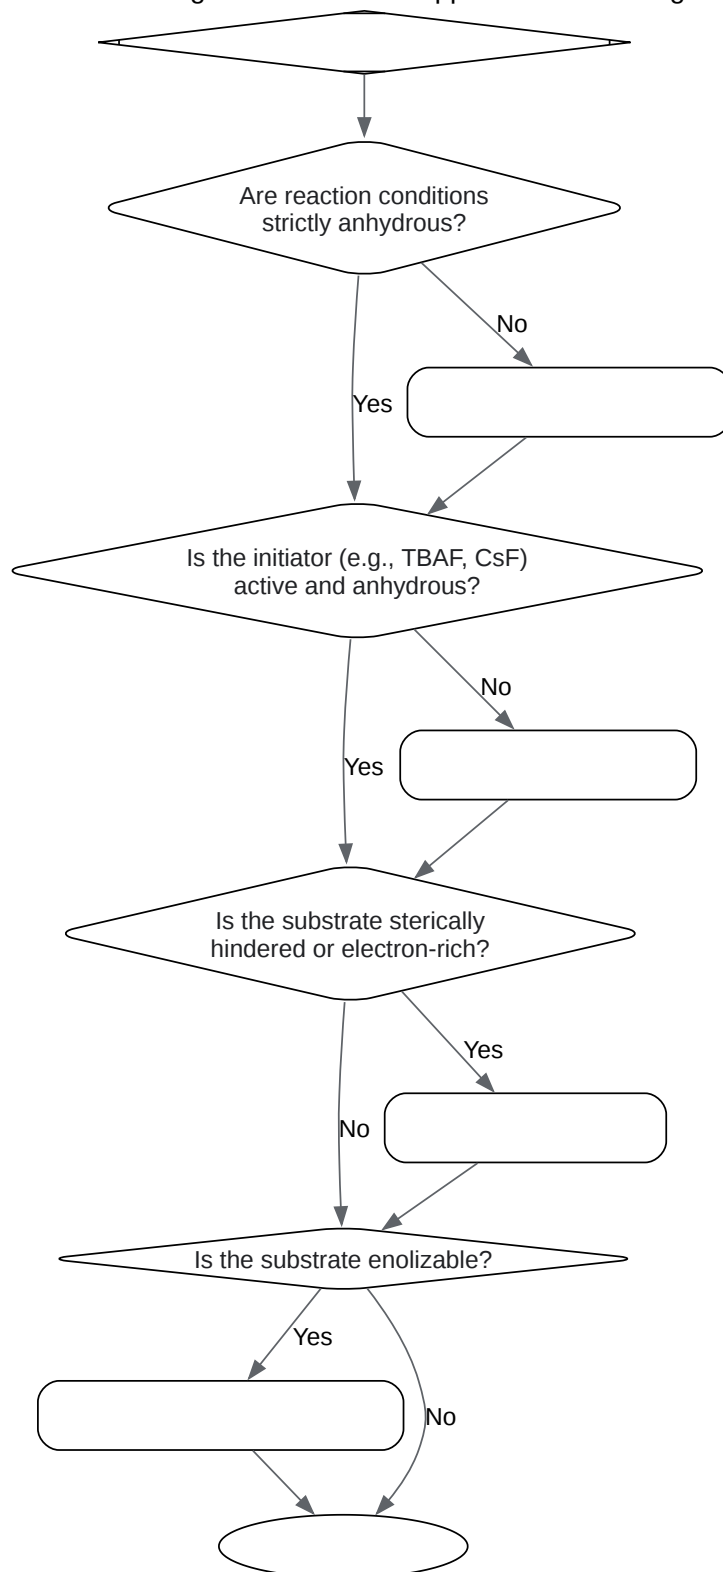 Are reaction conditions
strictly anhydrous?
No
Yes
Is the initiator (e.g., TBAF, CsF)
active and anhydrous?
No
Yes
Is the substrate sterically
hindered or electron-rich?
Yes
No
Is the substrate enolizable?
Yes
No